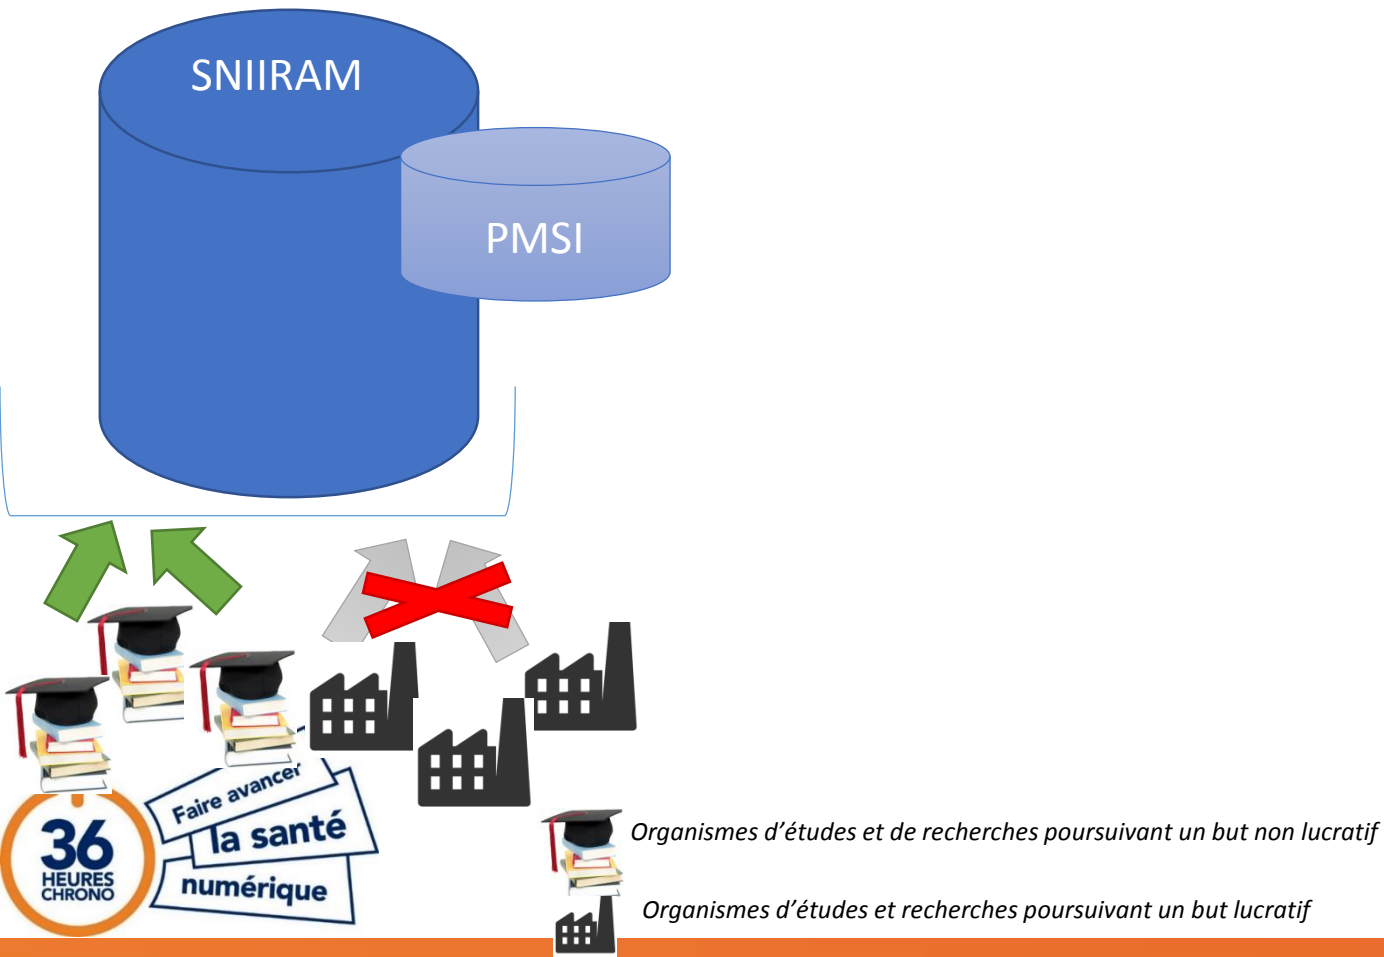 SNIIRAM
PMSI
36
HEURES
CHRONO
Faire avancer
la santé
numérique
Organismes d’études et de recherches poursuivant un but non lucratif
Organismes d’études et recherches poursuivant un but lucratif